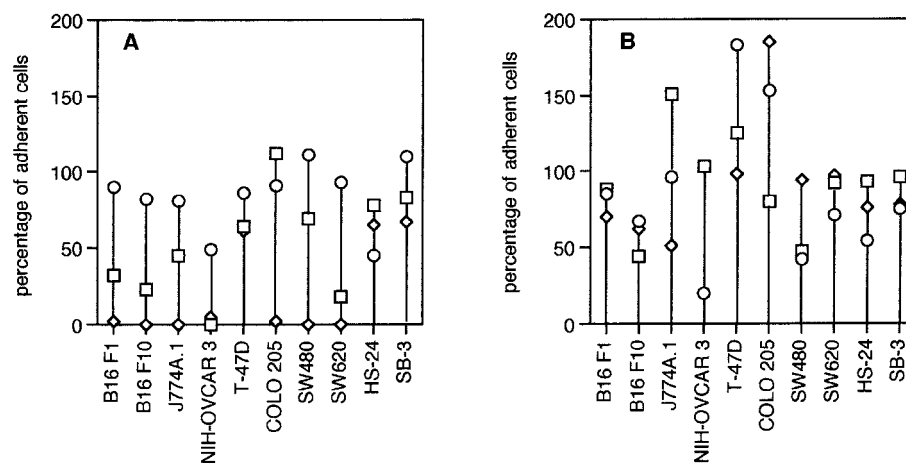 A
percentage of adherent cells
200
150
100
50
0
B16 F1
B16 F10
J774A.1
NIH-OVCAR 3
T-47D
COLO 205
SW480
SW620
HS-24
SB-3
B
percentage of adherent cells
200
150
100
50
0
B16 F1
B16 F10
J774A.1
NIH-OVCAR 3
T-47D
COLO 205
SW480
SW620
HS-24
SB-3